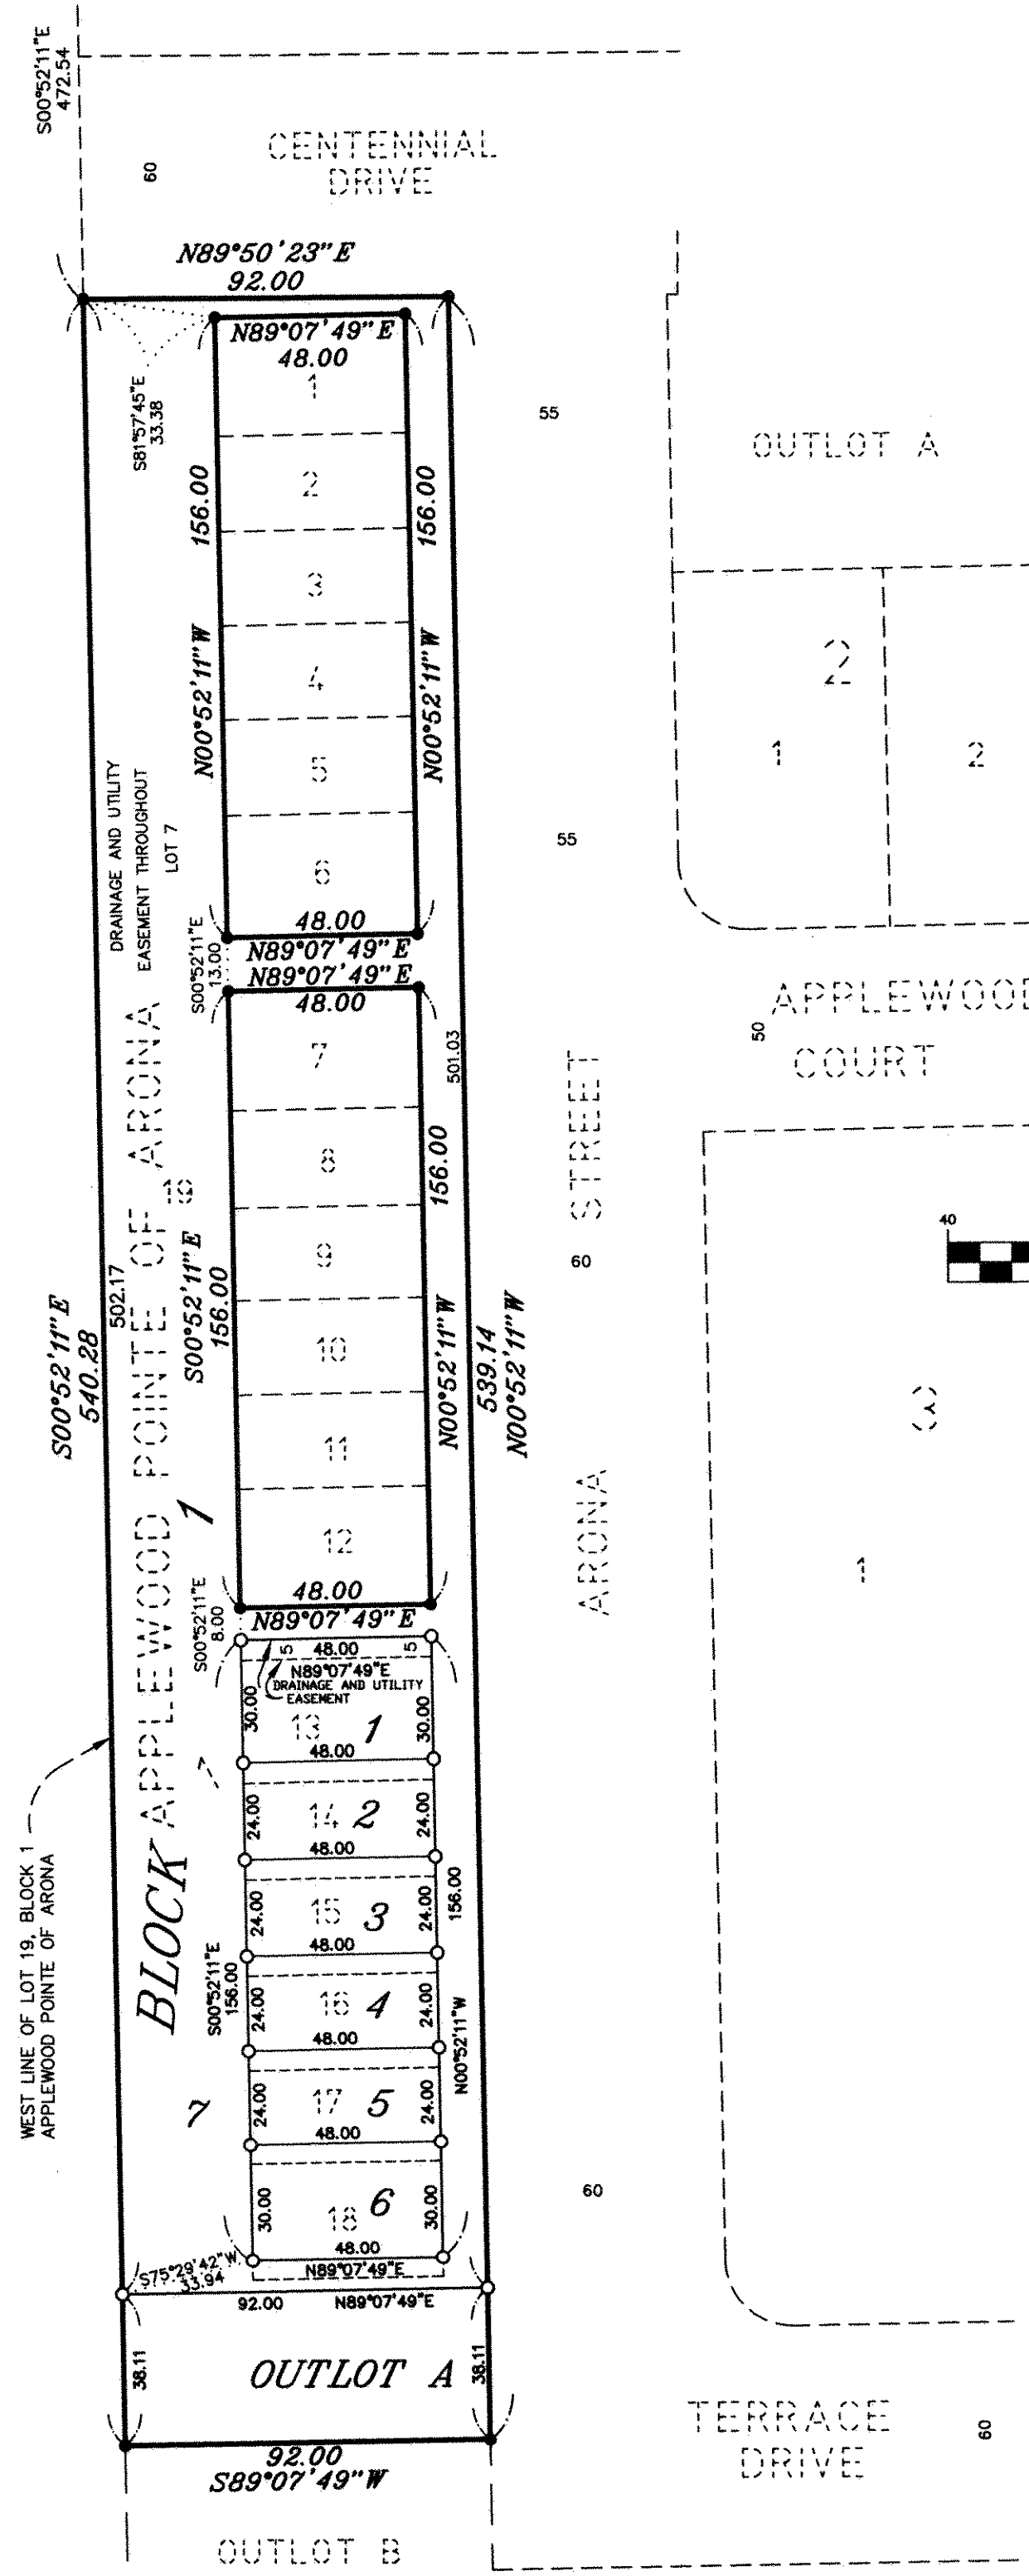 S00°52'11"E
472.54
60
CENTENNIAL
DRIVE
N89°50'23"E
92.00
N89°07'49"E
48.00
S81°57'45"E
33.38
1
2
3
4
5
6
156.00
N00°52'11"W
156.00
N00°52'11"W
55
OUTLOT A
2
1
2
55
DRAINAGE AND UTILITY
EASEMENT THROUGHOUT
LOT 7
48.00
N89°07'49"E
S00°52'11"E
13.00
N89°07'49"E
48.00
APPLEWOOD
COURT
50
7
8
9
10
11
12
501.03
156.00
N00°52'11"W
539.14
N00°52'11"W
S00°52'11"E
156.00
19
S00°52'11"E
540.28
502.17
APPLEWOOD POINTE OF ARONA
BLOCK 1
ARONA STREET
60
40
3
1
48.00
N89°07'49"E
S00°52'11"E
8.00
5
48.00
5
N89°07'49"E
DRAINAGE AND UTILITY
EASEMENT
30.00
13
1
30.00
48.00
7
24.00
14
2
24.00
48.00
24.00
15
3
24.00
48.00
156.00
24.00
16
4
24.00
48.00
S00°52'11"E
156.00
N00°52'11"W
24.00
17
5
24.00
48.00
7
30.00
18
6
30.00
48.00
N89°07'49"E
WEST LINE OF LOT 19, BLOCK 1
APPLEWOOD POINTE OF ARONA
60
S75°29'42"W
33.94
92.00
N89°07'49"E
38.11
OUTLOT A
38.11
92.00
S89°07'49"W
TERRACE
DRIVE
60
OUTLOT B